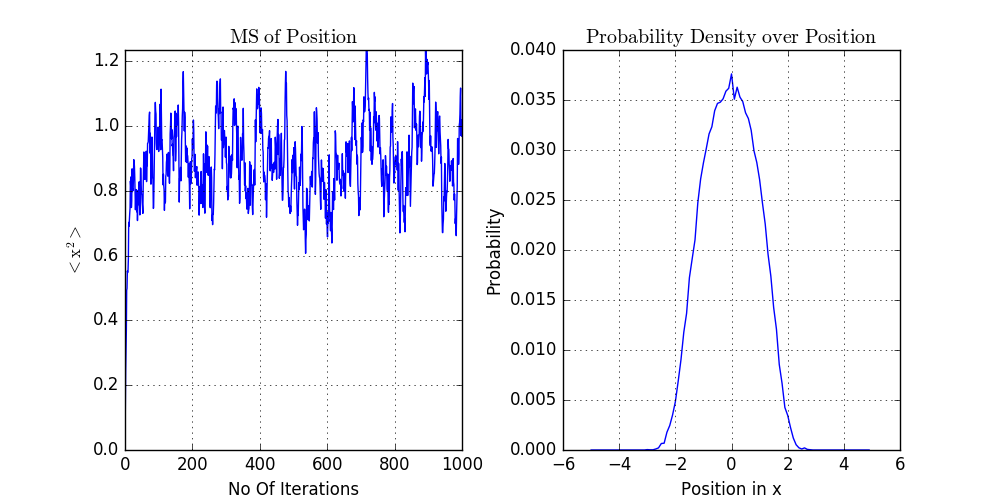 MS of Position
1.2
1.0
0.8
0.6
0.4
0.2
0.0
< x² >
0 200 400 600 800 1000
No Of Iterations
Probability Density over Position
0.040
0.035
0.030
0.025
0.020
0.015
0.010
0.005
0.000
Probability
−6 −4 −2 0 2 4 6
Position in x